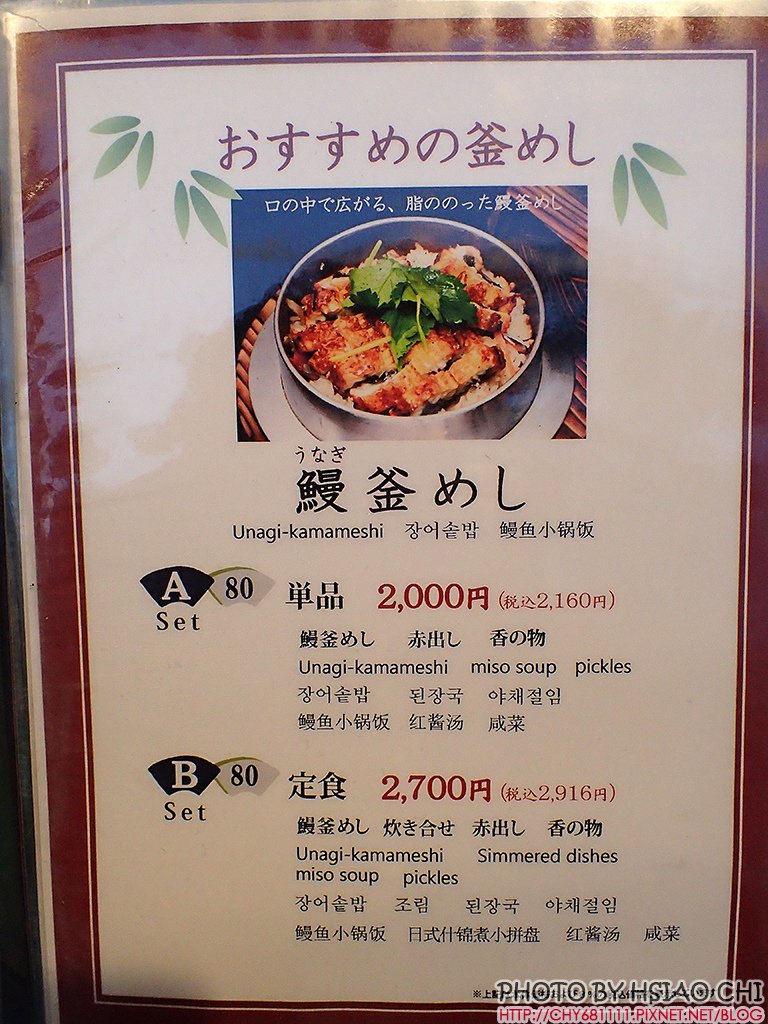 おすすめの釜めし
口の中で広がる、脂ののった鰻釜めし
うなぎ
鰻釜めし
Unagi-kamameshi 장어솥밥 鳗鱼小锅饭
A 80 単品 2,000円(税込2,160円)
Set
鰻釜めし 赤出し 香の物
Unagi-kamameshi miso soup pickles
장어솥밥 된장국 야채절임
鳗鱼小锅饭 红酱汤 咸菜
B 80 定食 2,700円(税込2,916円)
Set
鰻釜めし 炊き合せ 赤出し 香の物
Unagi-kamameshi Simmered dishes
miso soup pickles
장어솥밥 조림 된장국 야채절임
鳗鱼小锅饭 日式什锦煮小拼盘 红酱汤 咸菜
PHOTO BY HSIAO CHI
HTTP://CHY681111.PIXNET.NET/BLOG